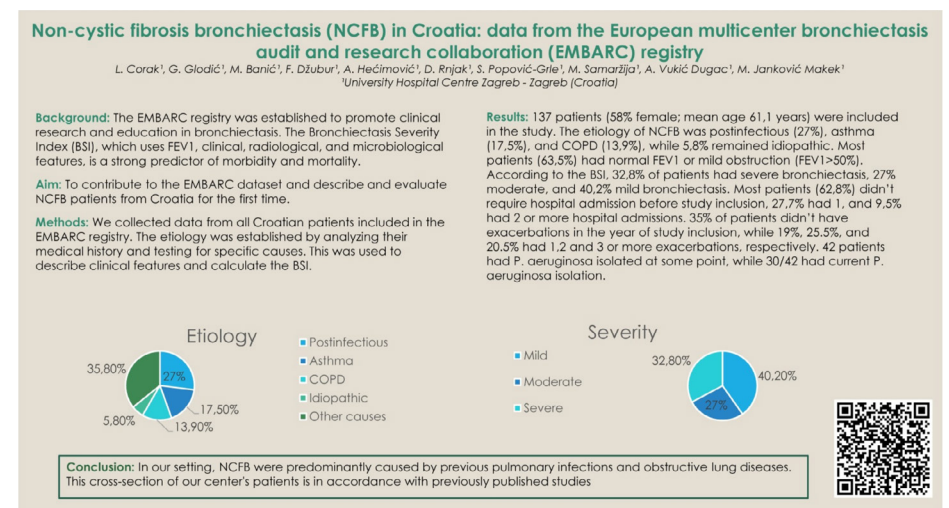 Non-cystic fibrosis bronchiectasis (NCFB) in Croatia: data from the European multicenter bronchiectasis
audit and research collaboration (EMBARC) registry
L. Corak¹, G. Glodić¹, M. Banić¹, F. Džubur¹, A. Hećimović¹, D. Rnjak¹, S. Popović-Grle¹, M. Samaržija¹, A. Vukić Dugac¹, M. Janković Makek¹
¹University Hospital Centre Zagreb - Zagreb (Croatia)
Background: The EMBARC registry was established to promote clinical
research and education in bronchiectasis. The Bronchiectasis Severity
Index (BSI), which uses FEV1, clinical, radiological, and microbiological
features, is a strong predictor of morbidity and mortality.
Aim: To contribute to the EMBARC dataset and describe and evaluate
NCFB patients from Croatia for the first time.
Methods: We collected data from all Croatian patients included in the
EMBARC registry. The etiology was established by analyzing their
medical history and testing for specific causes. This was used to
describe clinical features and calculate the BSI.
Results: 137 patients (58% female; mean age 61,1 years) were included
in the study. The etiology of NCFB was postinfectious (27%), asthma
(17,5%), and COPD (13,9%), while 5,8% remained idiopathic. Most
patients (63,5%) had normal FEV1 or mild obstruction (FEV1>50%).
According to the BSI, 32,8% of patients had severe bronchiectasis, 27%
moderate, and 40,2% mild bronchiectasis. Most patients (62,8%) didn't
require hospital admission before study inclusion, 27,7% had 1, and 9,5%
had 2 or more hospital admissions. 35% of patients didn't have
exacerbations in the year of study inclusion, while 19%, 25.5%, and
20.5% had 1,2 and 3 or more exacerbations, respectively. 42 patients
had P. aeruginosa isolated at some point, while 30/42 had current P.
aeruginosa isolation.
Etiology
35,80%
27%
17,50%
5,80%
13,90%
Postinfectious
Asthma
COPD
Idiopathic
Other causes
Severity
Mild
Moderate
Severe
32,80%
40,20%
27%
Conclusion: In our setting, NCFB were predominantly caused by previous pulmonary infections and obstructive lung diseases.
This cross-section of our center's patients is in accordance with previously published studies